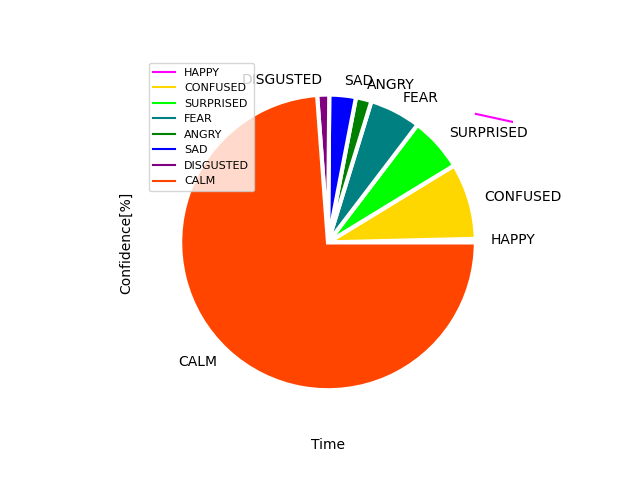 HAPPY
CONFUSED
SURPRISED
FEAR
ANGRY
SAD
DISGUSTED
CALM
DISGUSTED
SAD
ANGRY
FEAR
SURPRISED
CONFUSED
HAPPY
CALM
Confidence[%]
Time